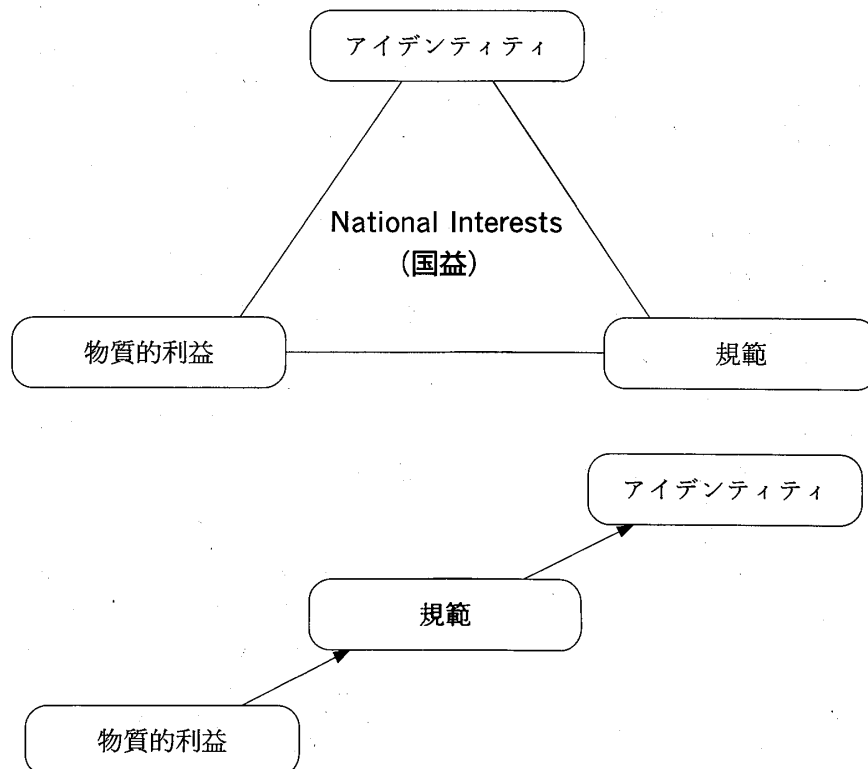 アイデンティティ
National Interests
(国益)
物質的利益
規範
アイデンティティ
規範
物質的利益